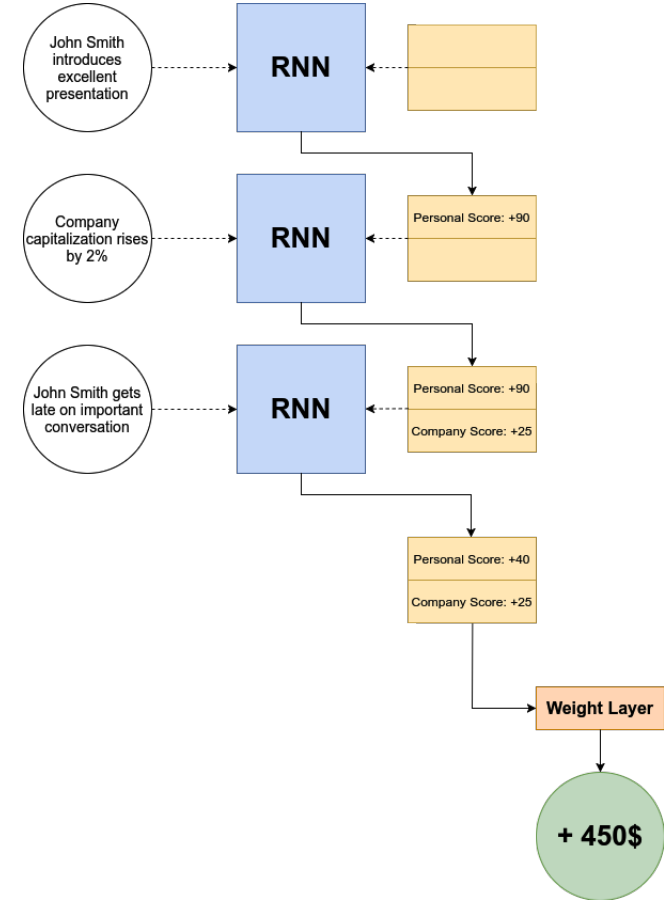 John Smith
introduces
excellent
presentation
RNN
Company
capitalization rises
by 2%
RNN
Personal Score: +90
John Smith gets
late on important
conversation
RNN
Personal Score: +90
Company Score: +25
Personal Score: +40
Company Score: +25
Weight Layer
+ 450$